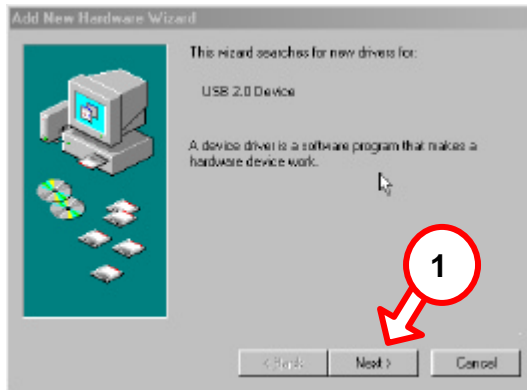 Add New Hardware Wizard
This wizard searches for new drivers for:
USB 2.0 Device
A device driver is a software program that makes a
hardware device work.
1
< Back
Next >
Cancel